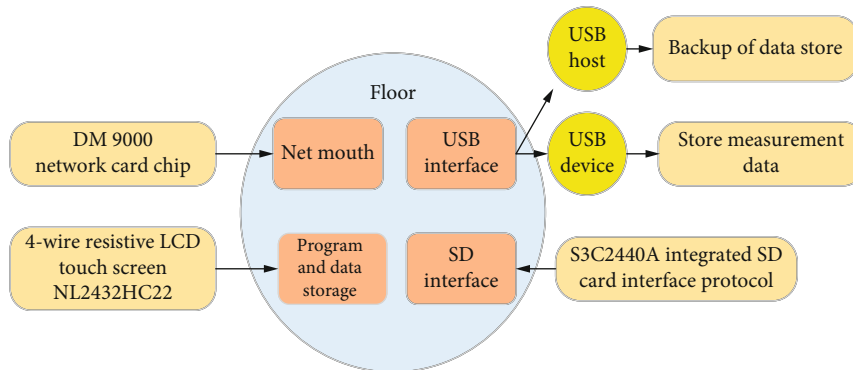 USB
host
Backup of data store
Floor
DM 9000
network card chip
Net mouth
USB
interface
USB
device
Store measurement
data
4-wire resistive LCD
touch screen
NL2432HC22
Program
and data
storage
SD
interface
S3C2440A integrated SD
card interface protocol